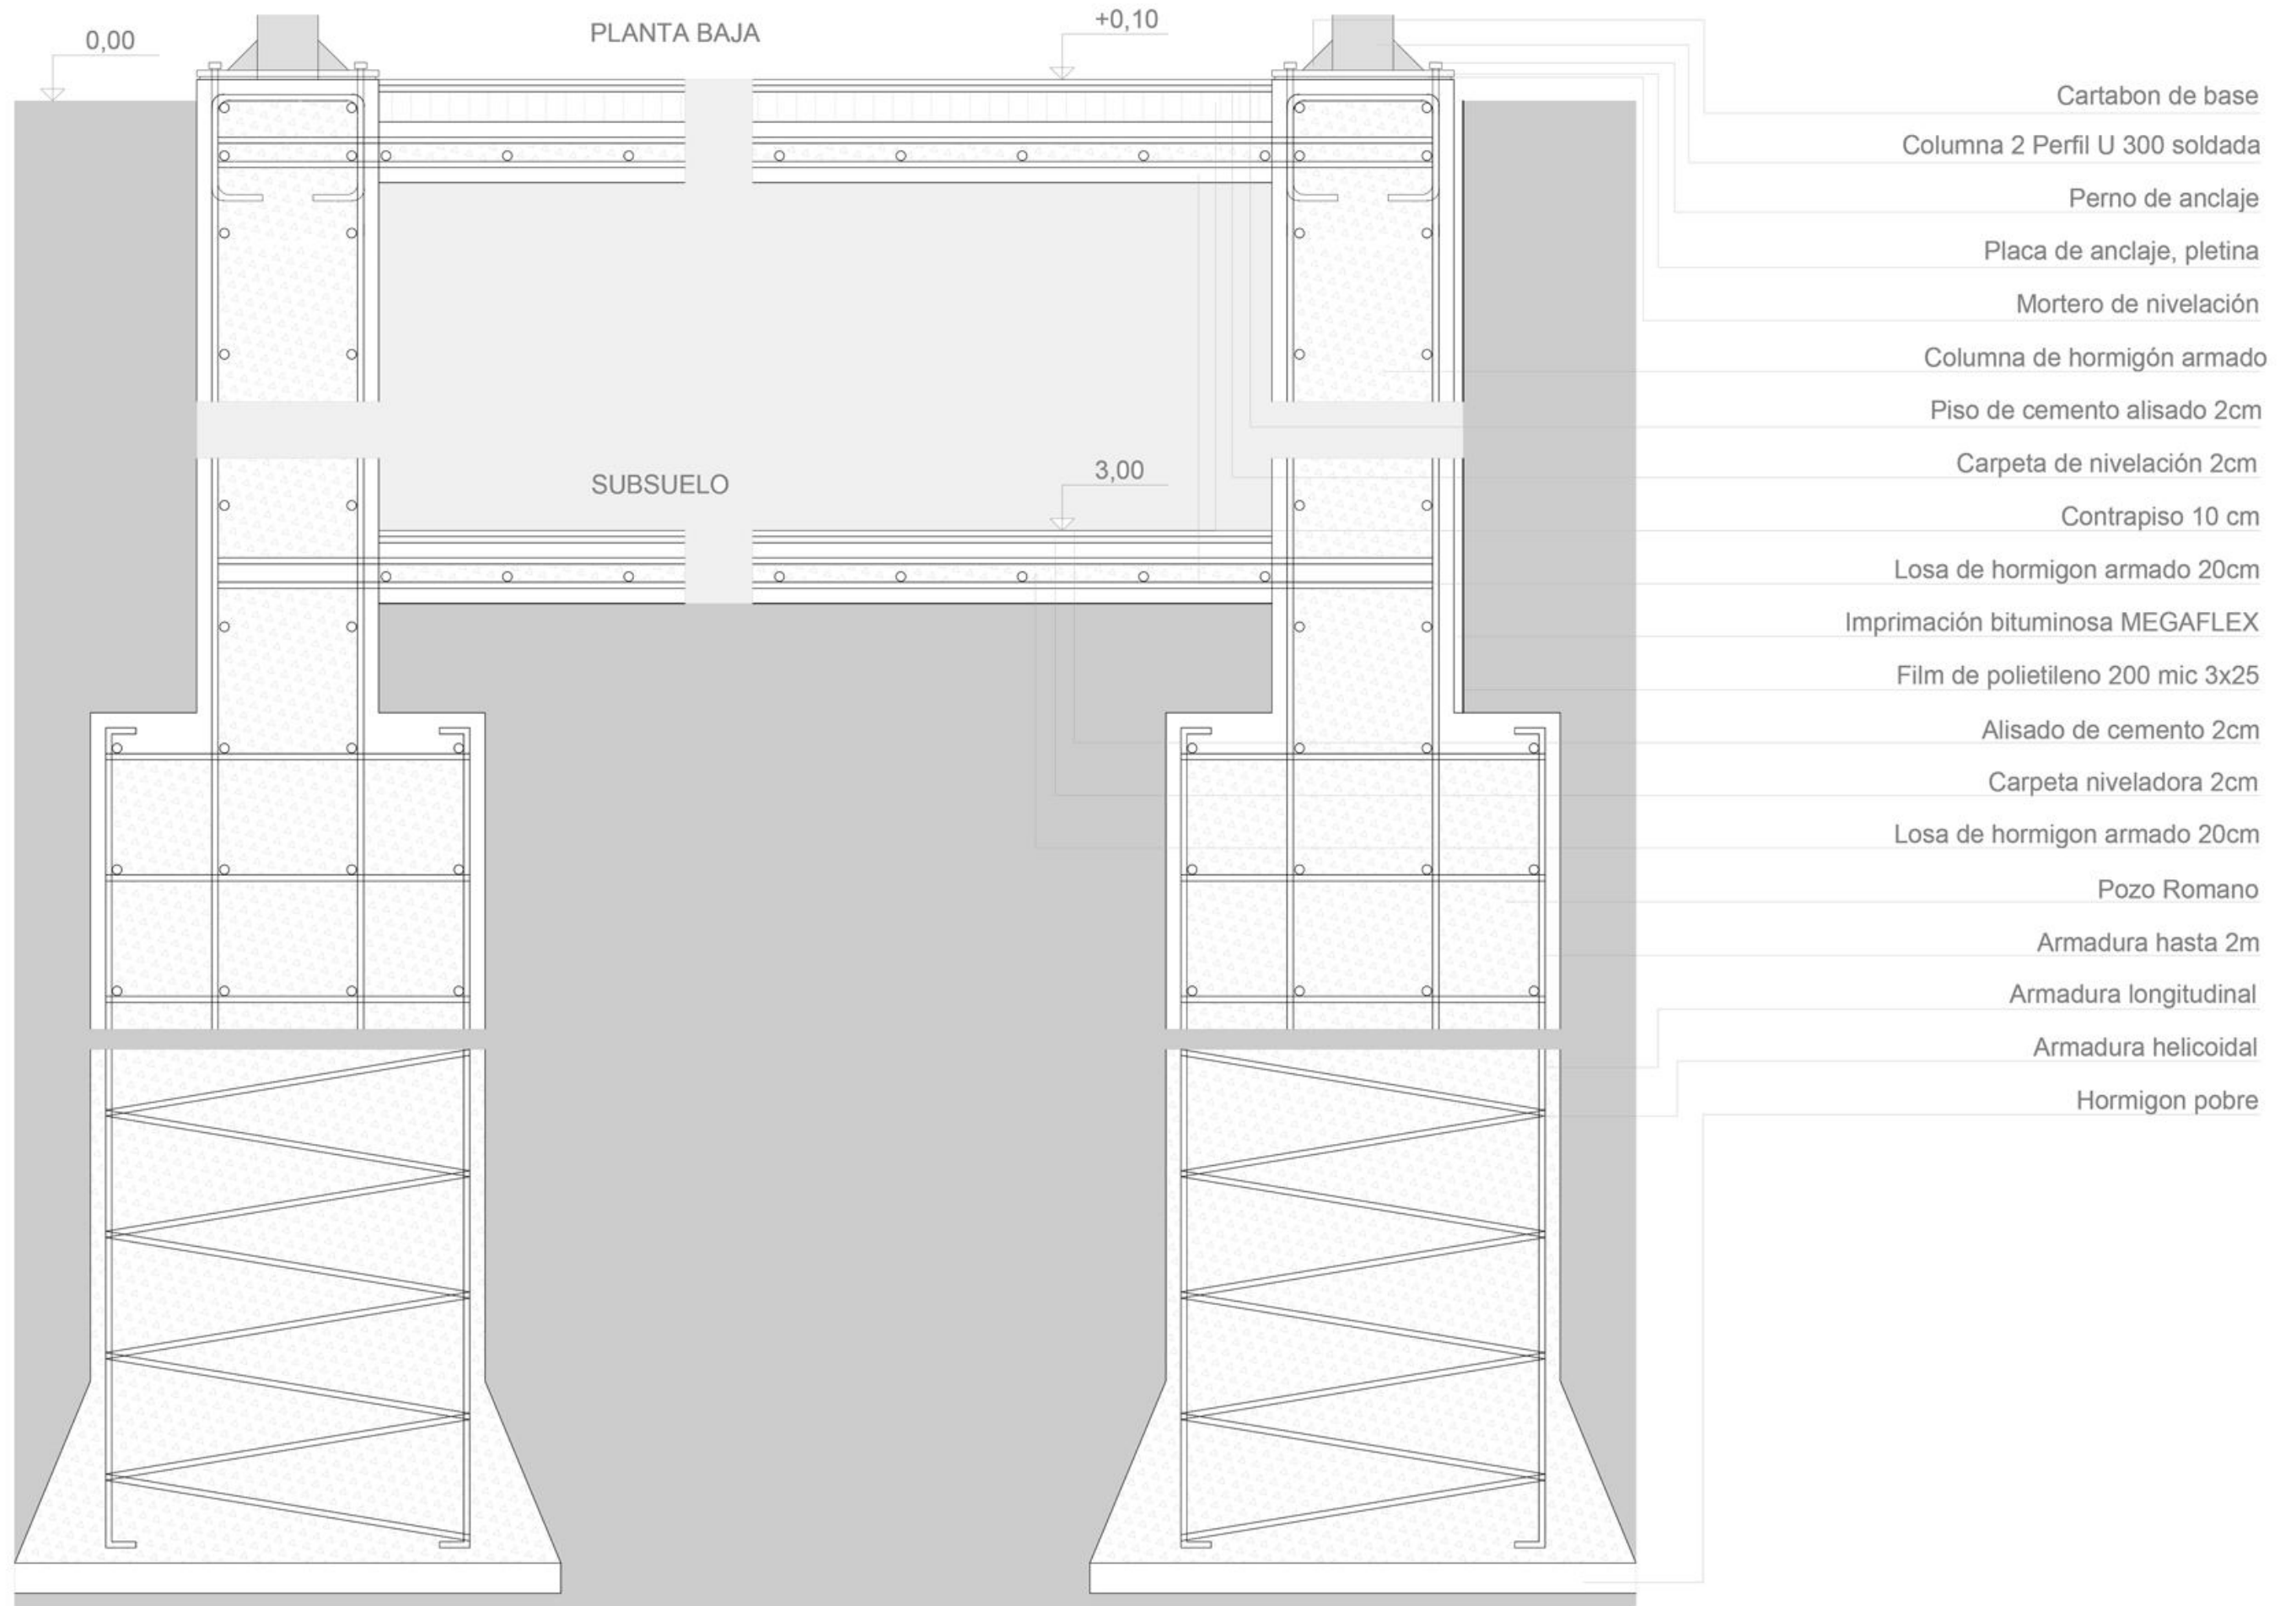 0,00
PLANTA BAJA
+0,10
SUBSUELO
3,00
Cartabon de base
Columna 2 Perfil U 300 soldada
Perno de anclaje
Placa de anclaje, pletina
Mortero de nivelación
Columna de hormigón armado
Piso de cemento alisado 2cm
Carpeta de nivelación 2cm
Contrapiso 10 cm
Losa de hormigon armado 20cm
Imprimación bituminosa MEGAFLEX
Film de polietileno 200 mic 3x25
Alisado de cemento 2cm
Carpeta niveladora 2cm
Losa de hormigon armado 20cm
Pozo Romano
Armadura hasta 2m
Armadura longitudinal
Armadura helicoidal
Hormigon pobre